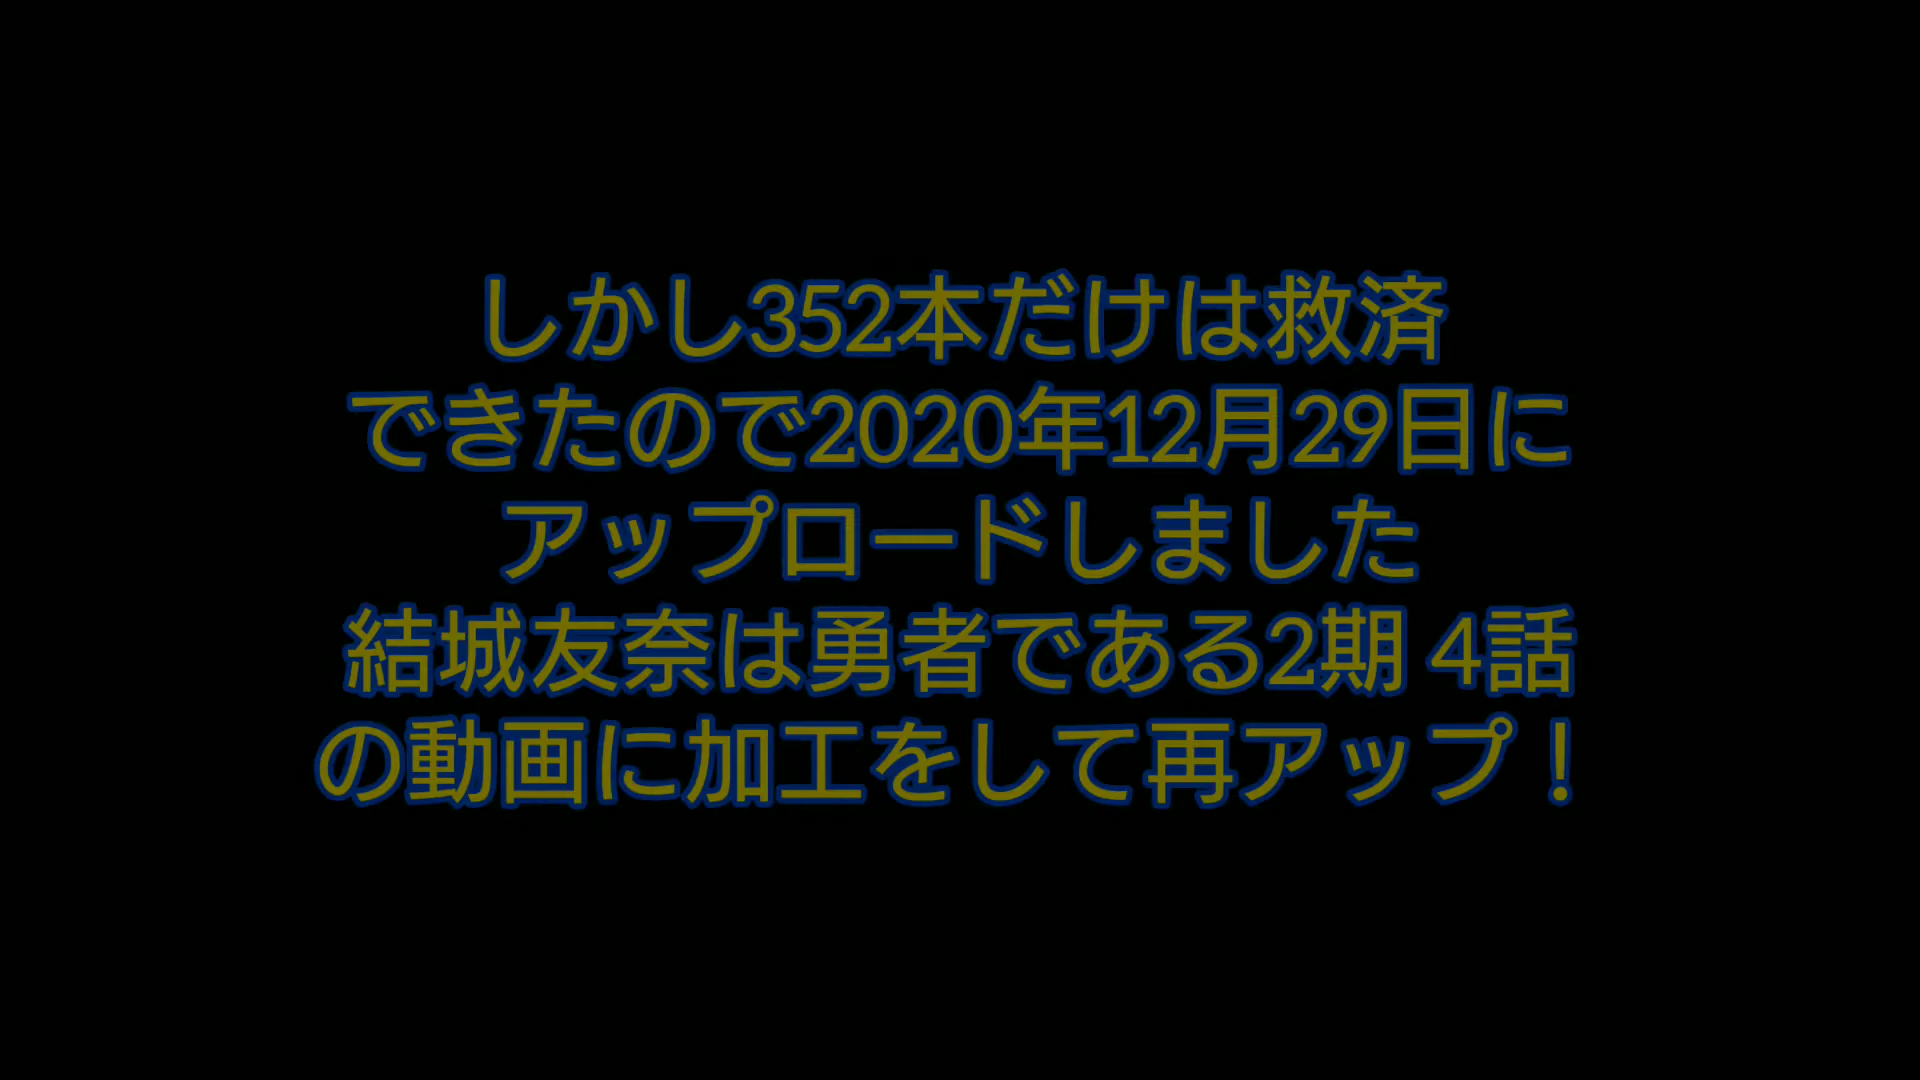 しかし352本だけは救済
できたので2020年12月29日に
アップロードしました
結城友奈は勇者である2期 4話
の動画に加工をして再アップ！